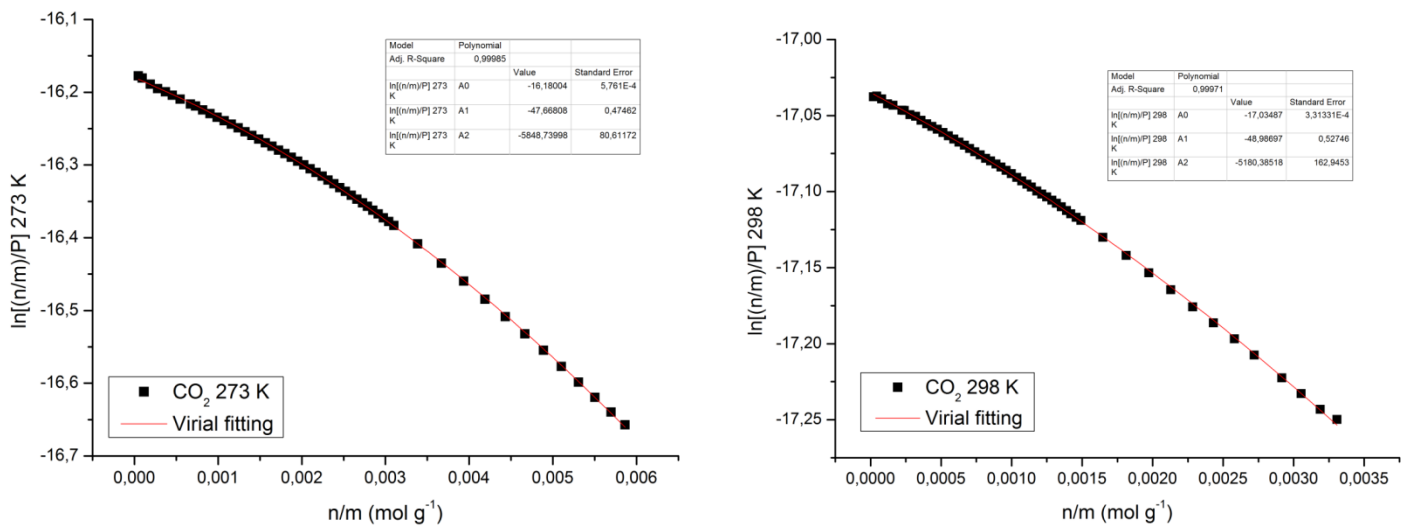 -16,1
-16,2
-16,3
-16,4
-16,5
-16,6
-16,7
ln[(n/m)/P] 273 K
Model Polynomial
Adj. R-Square 0,99985
Value Standard Error
ln[(n/m)/P] 273 K A0 -16,18004 5,761E-4
ln[(n/m)/P] 273 K A1 -47,66808 0,47462
ln[(n/m)/P] 273 K A2 -5848,73998 80,61172
CO₂ 273 K
Virial fitting
0,000 0,001 0,002 0,003 0,004 0,005 0,006
n/m (mol g⁻¹)
-17,00
-17,05
-17,10
-17,15
-17,20
-17,25
ln[(n/m)/P] 298 K
Model Polynomial
Adj. R-Square 0,99971
Value Standard Error
ln[(n/m)/P] 298 K A0 -17,03487 3,31331E-4
ln[(n/m)/P] 298 K A1 -48,98697 0,52746
ln[(n/m)/P] 298 K A2 -5180,38518 162,9453
CO₂ 298 K
Virial fitting
0,0000 0,0005 0,0010 0,0015 0,0020 0,0025 0,0030 0,0035
n/m (mol g⁻¹)